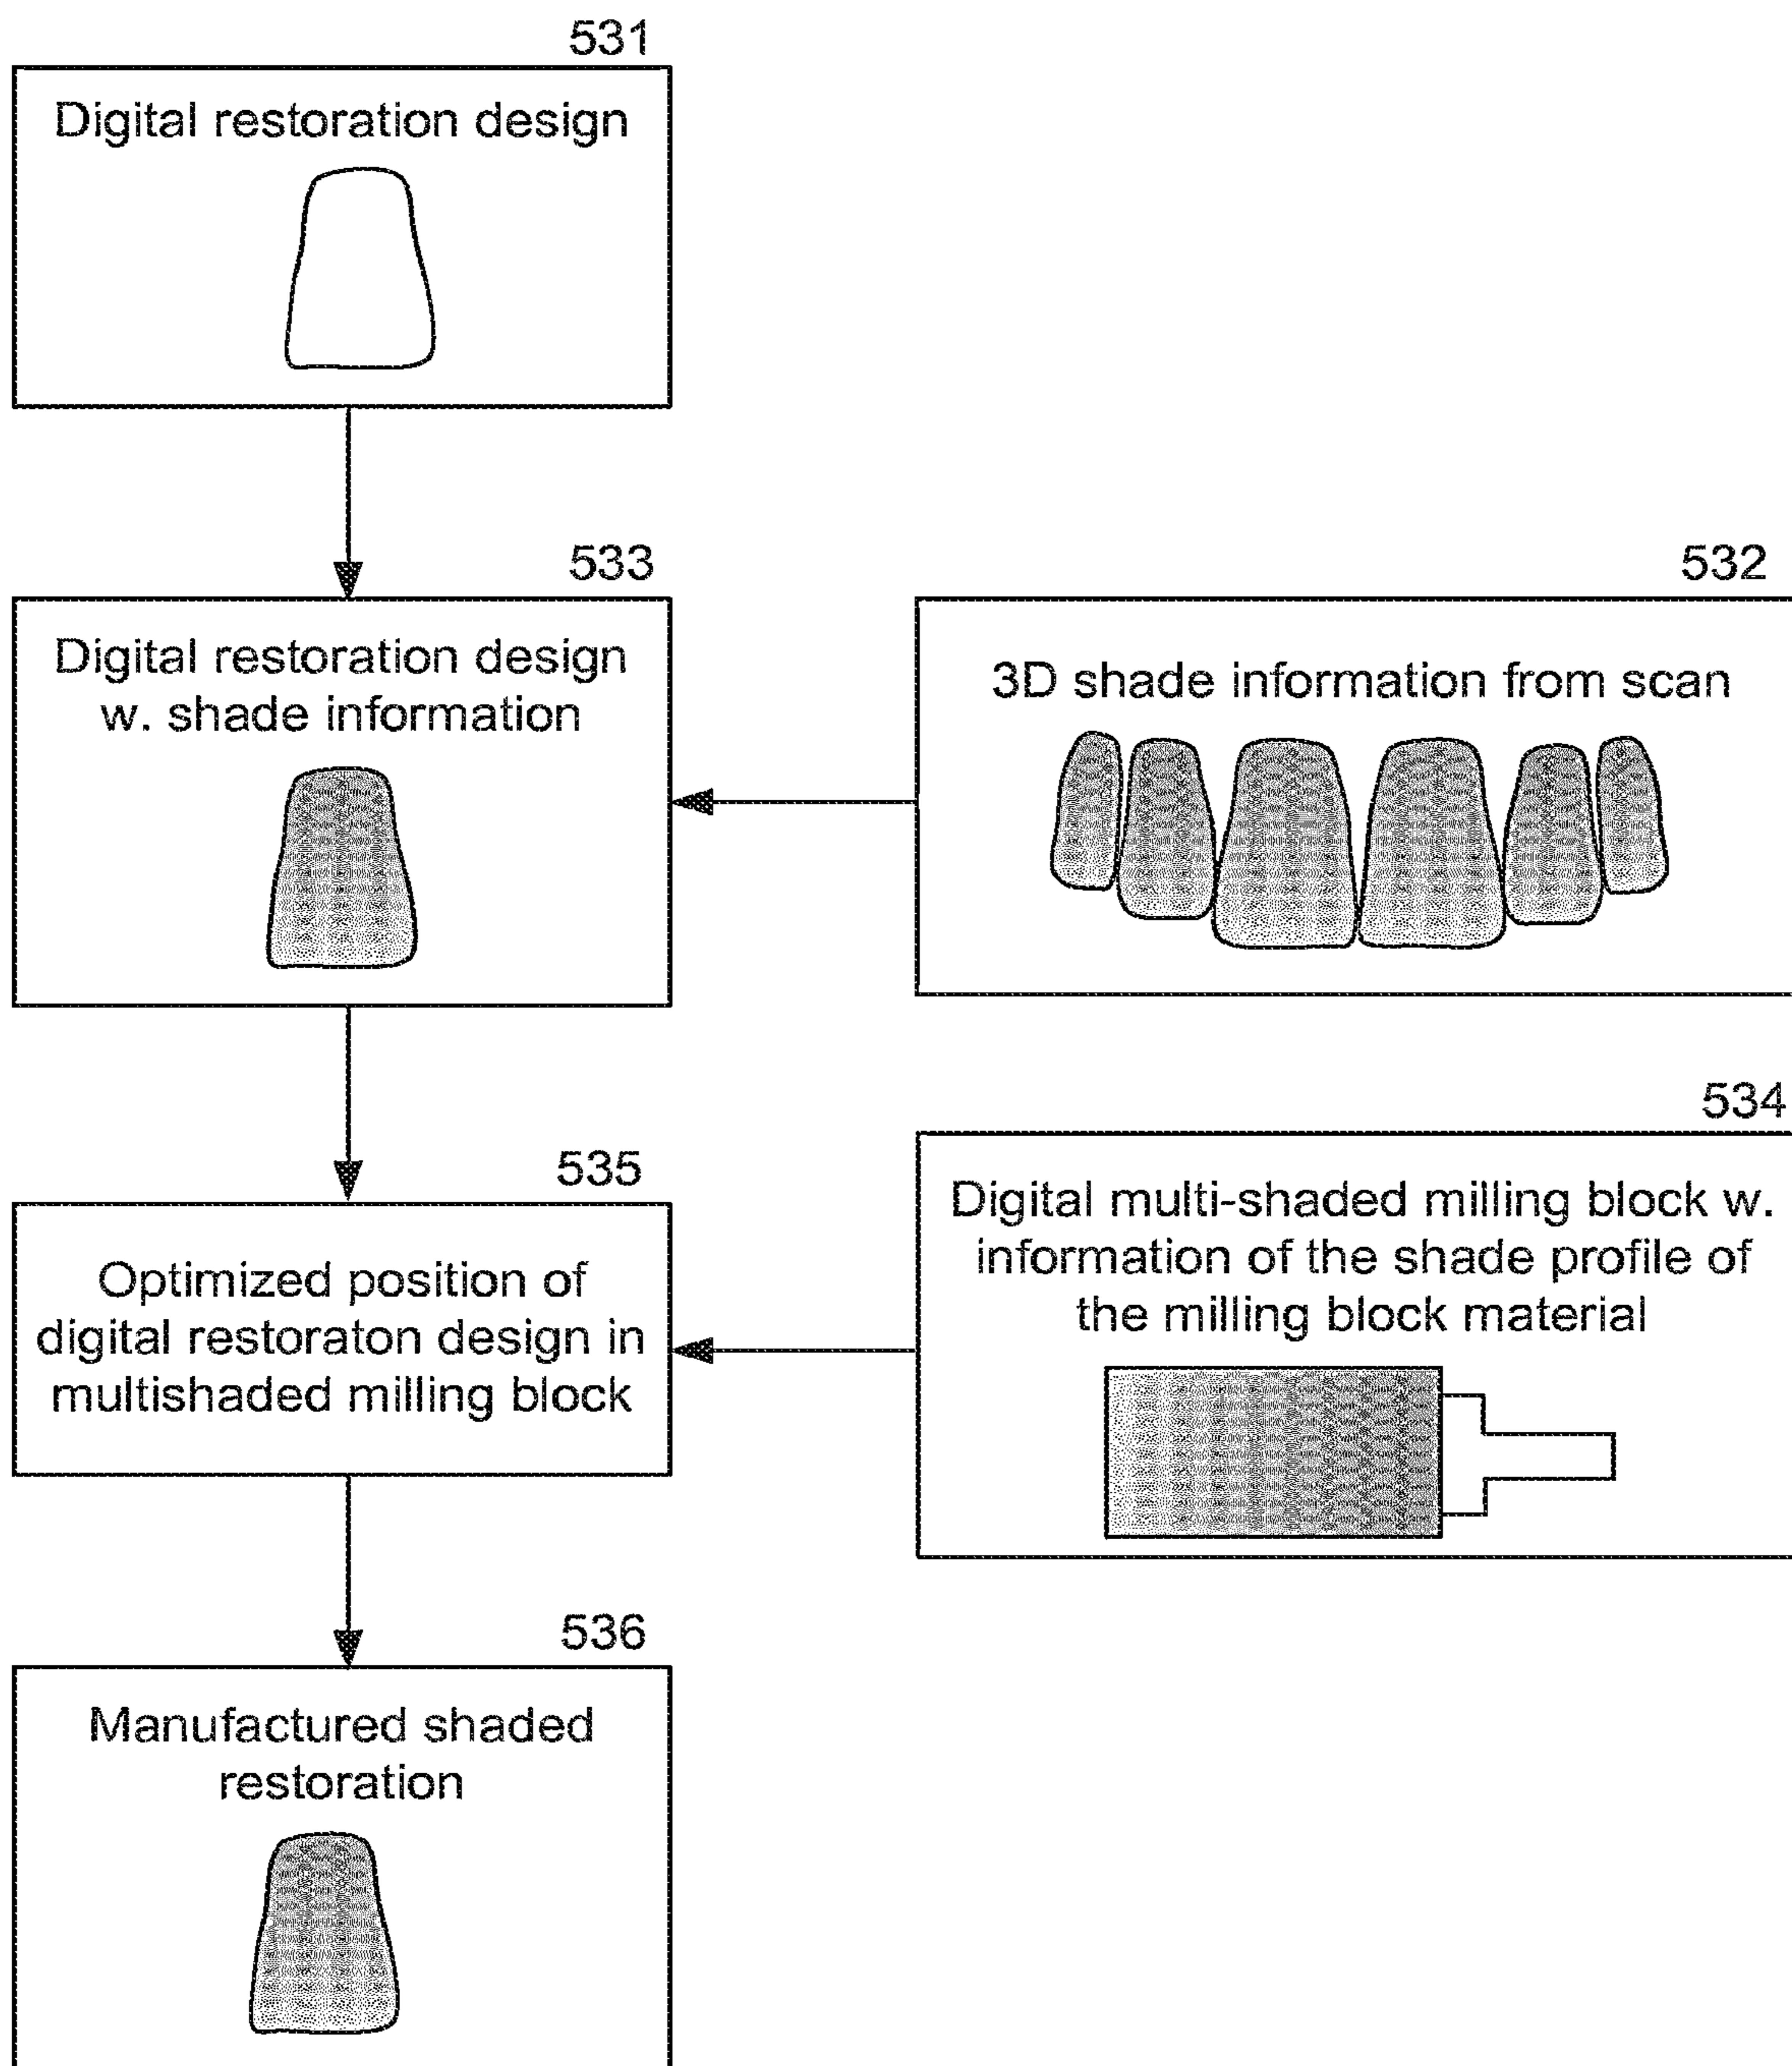 531
Digital restoration design
533
Digital restoration design
w. shade information
532
3D shade information from scan
534
Digital multi-shaded milling block w.
information of the shade profile of
the milling block material
535
Optimized position of
digital restoraton design in
multishaded milling block
536
Manufactured shaded
restoration